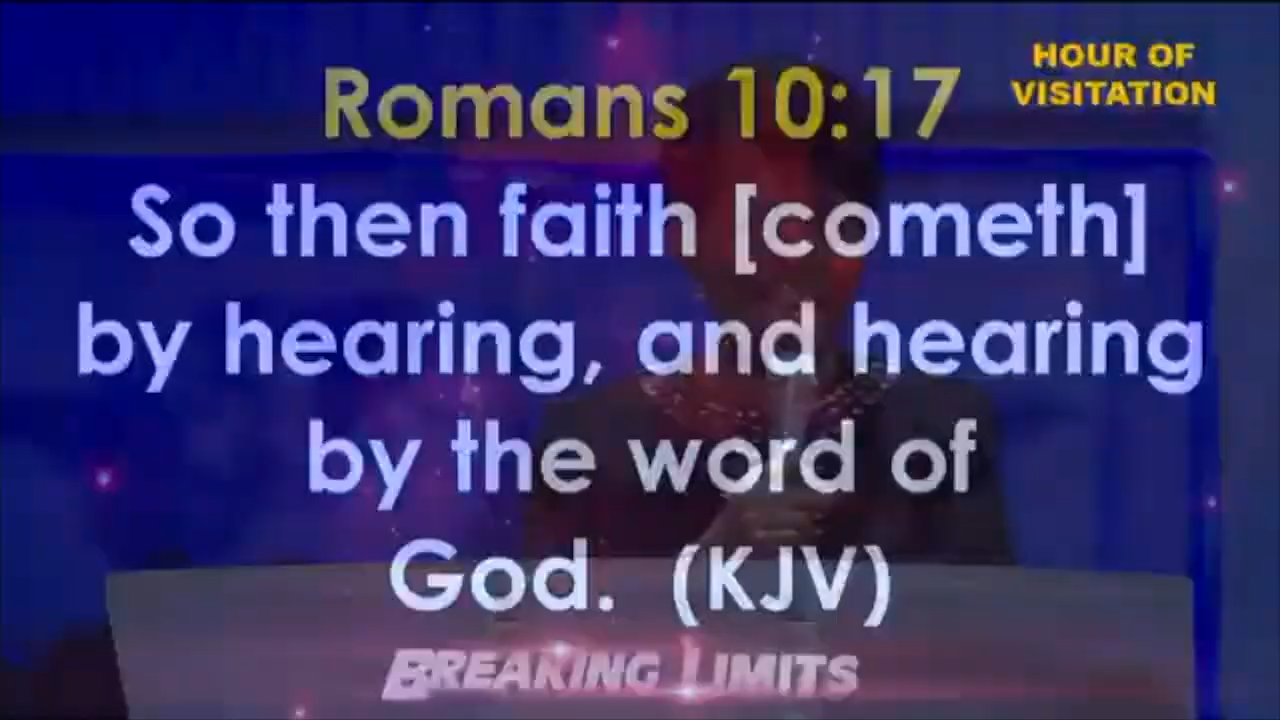 HOUR OF
VISITATION
Romans 10:17
So then faith [cometh]
by hearing, and hearing
by the word of
God. (KJV)
BREAKING LIMITS